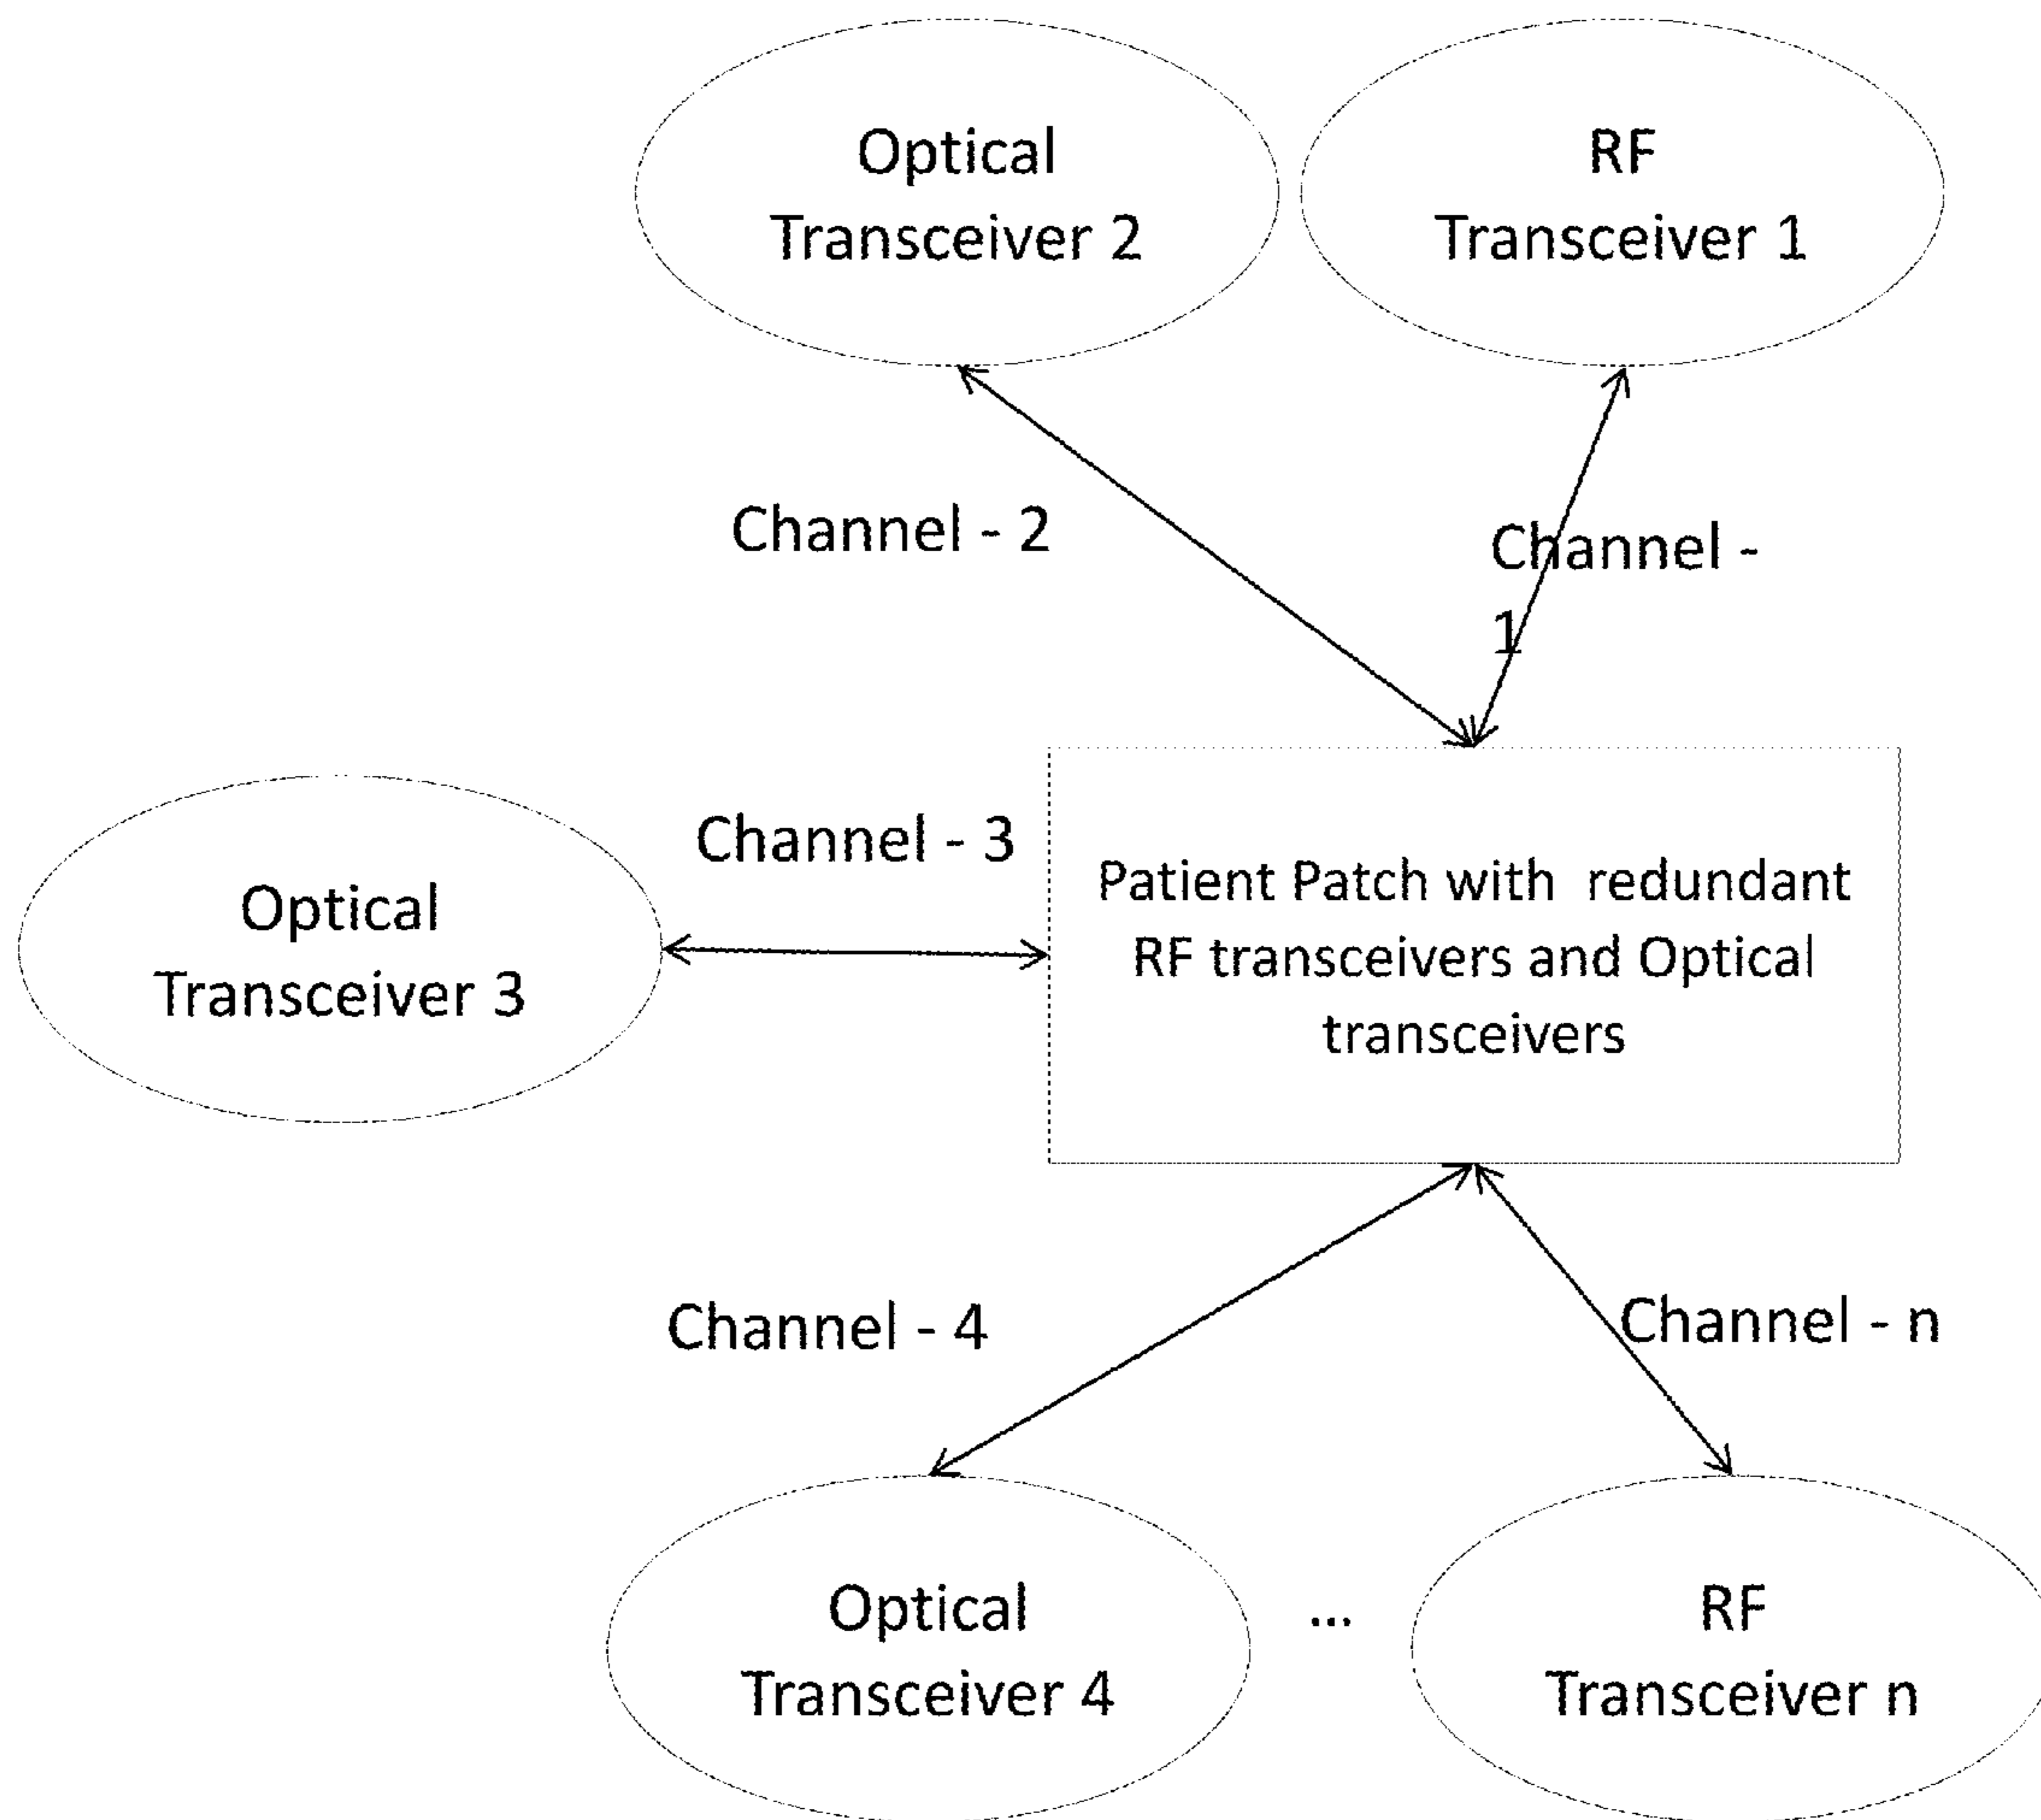 Optical
Transceiver 2
RF
Transceiver 1
Channel - 2
Channel -
1
Channel - 3
Optical
Transceiver 3
Patient Patch with redundant
RF transceivers and Optical
transceivers
Channel - 4
Channel - n
Optical
Transceiver 4
...
RF
Transceiver n